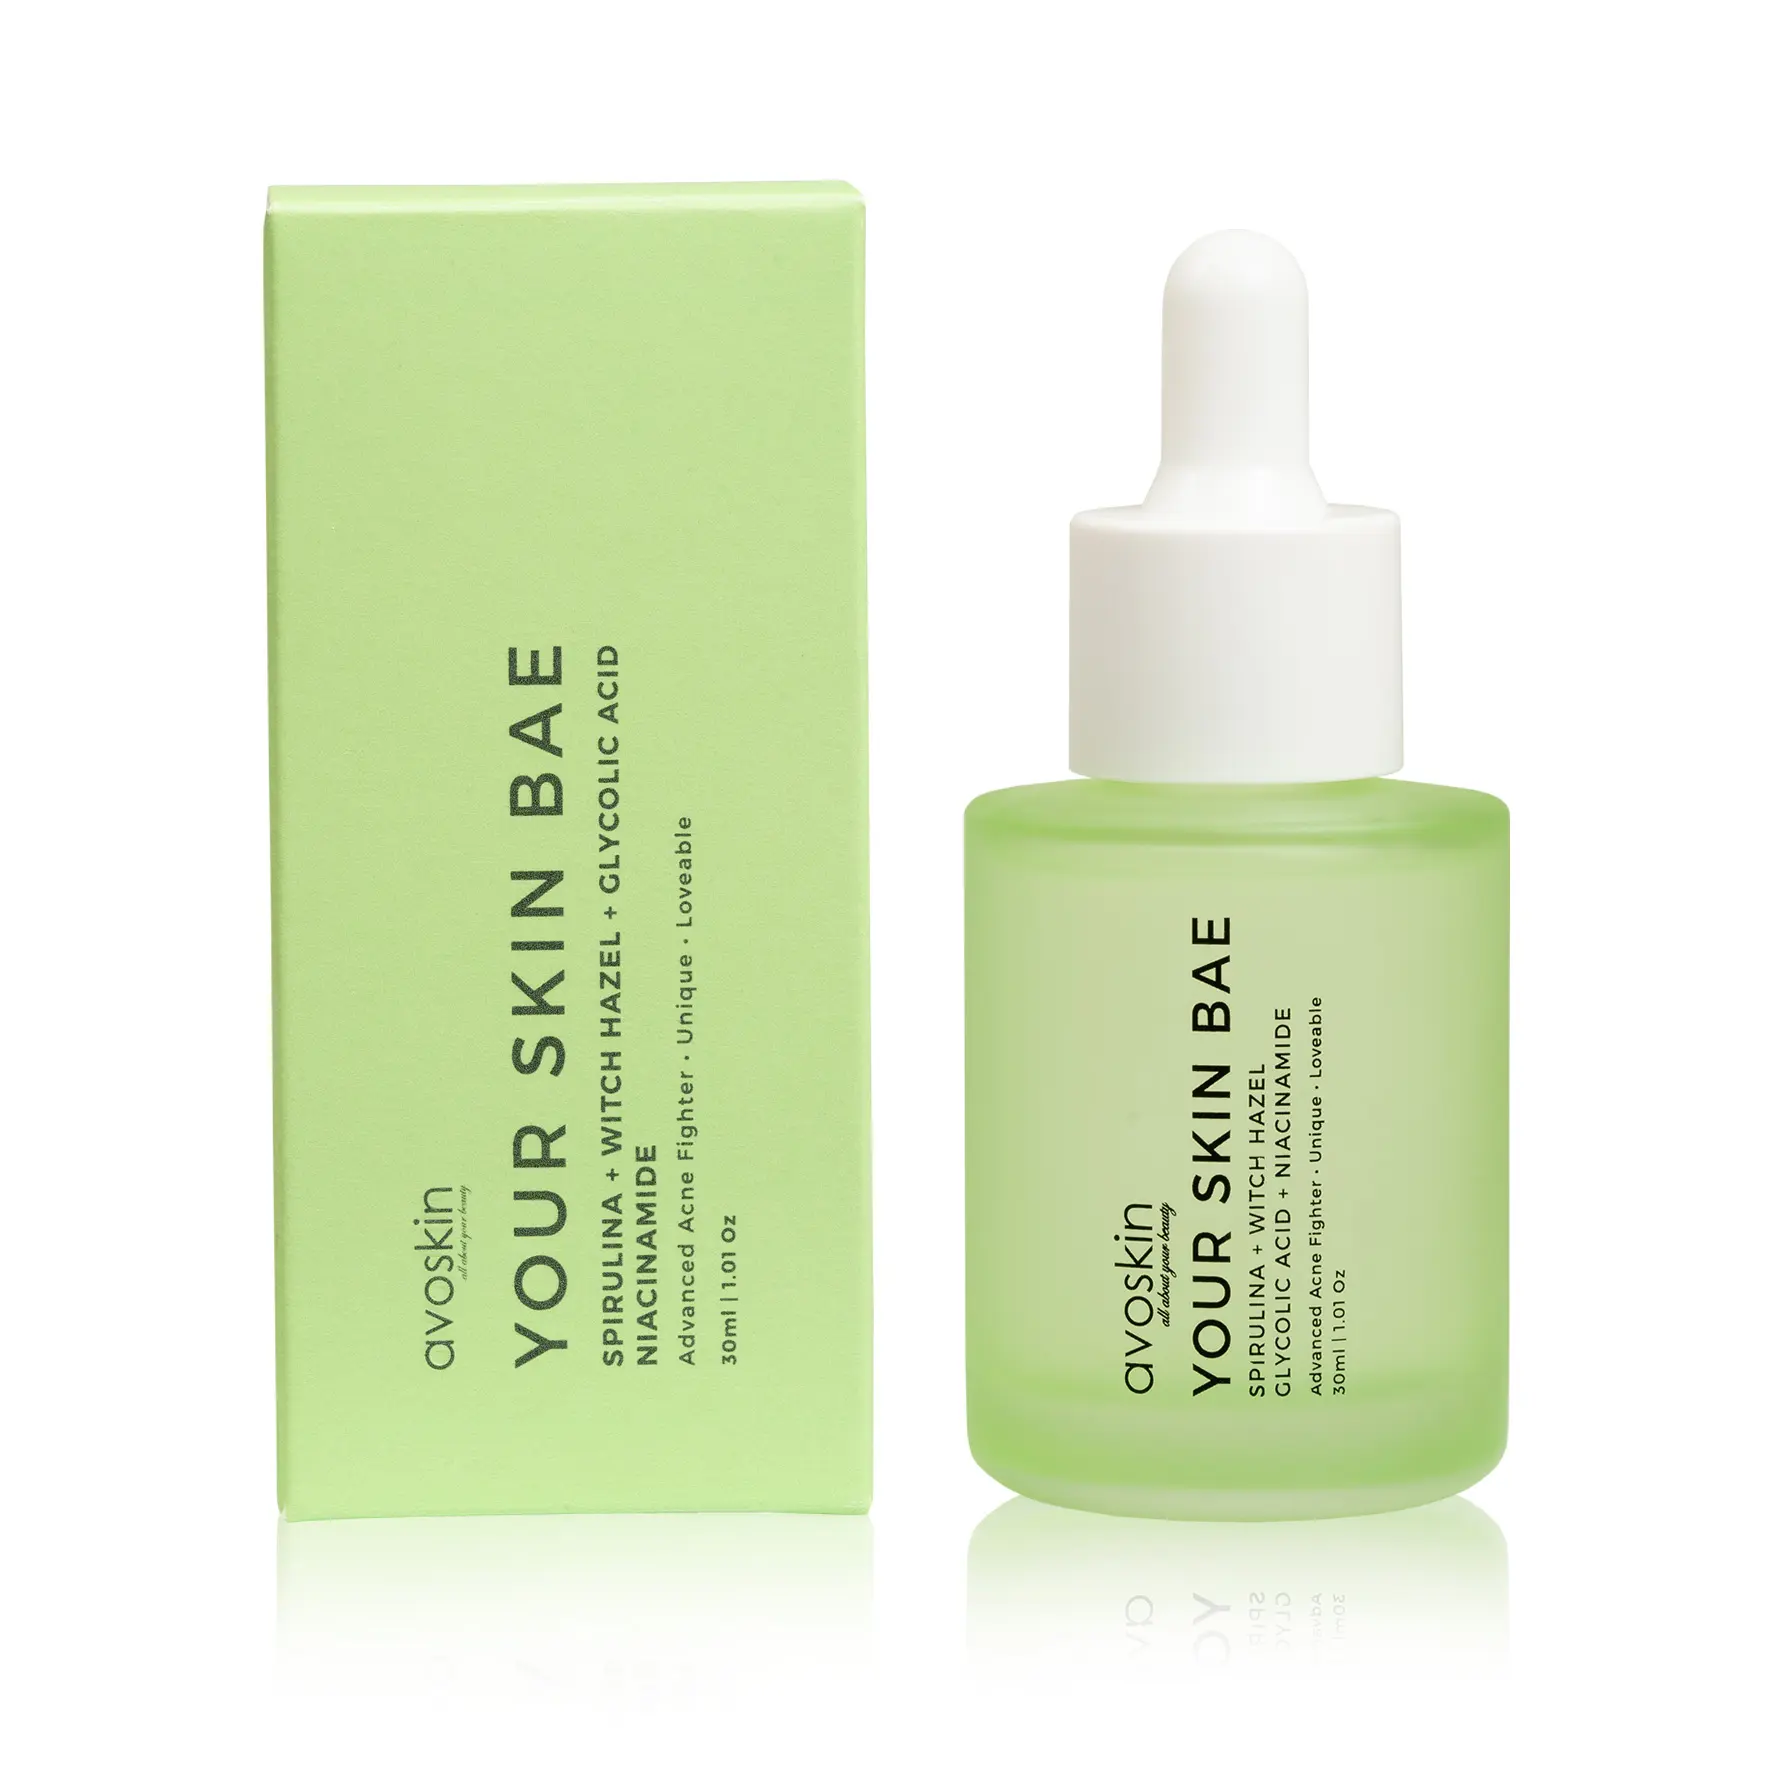 avoskin
all about your beauty
YOUR SKIN BAE
SPIRULINA + WITCH HAZEL + GLYCOLIC ACID
NIACINAMIDE
Advanced Acne Fighter • Unique • Loveable
30ml | 1.01 Oz
avoskin
all about your beauty
YOUR SKIN BAE
SPIRULINA + WITCH HAZEL
GLYCOLIC ACID + NIACINAMIDE
Advanced Acne Fighter • Unique • Loveable
30ml | 1.01 Oz